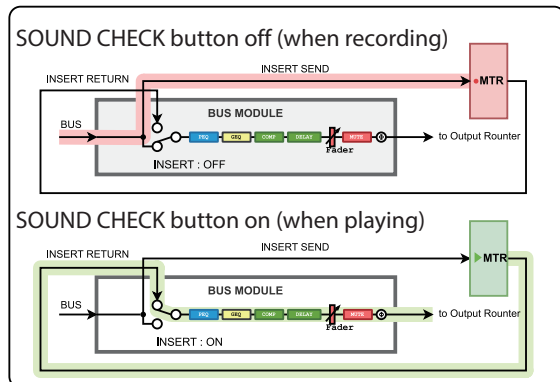 SOUND CHECK button off (when recording)
INSERT RETURN
INSERT SEND
MTR
BUS MODULE
BUS
PEQ GEQ COMP DELAY MUTE Φ
Fader
to Output Rounter
INSERT : OFF
SOUND CHECK button on (when playing)
INSERT RETURN
INSERT SEND
MTR
BUS MODULE
BUS
PEQ GEQ COMP DELAY MUTE Φ
Fader
to Output Rounter
INSERT : ON